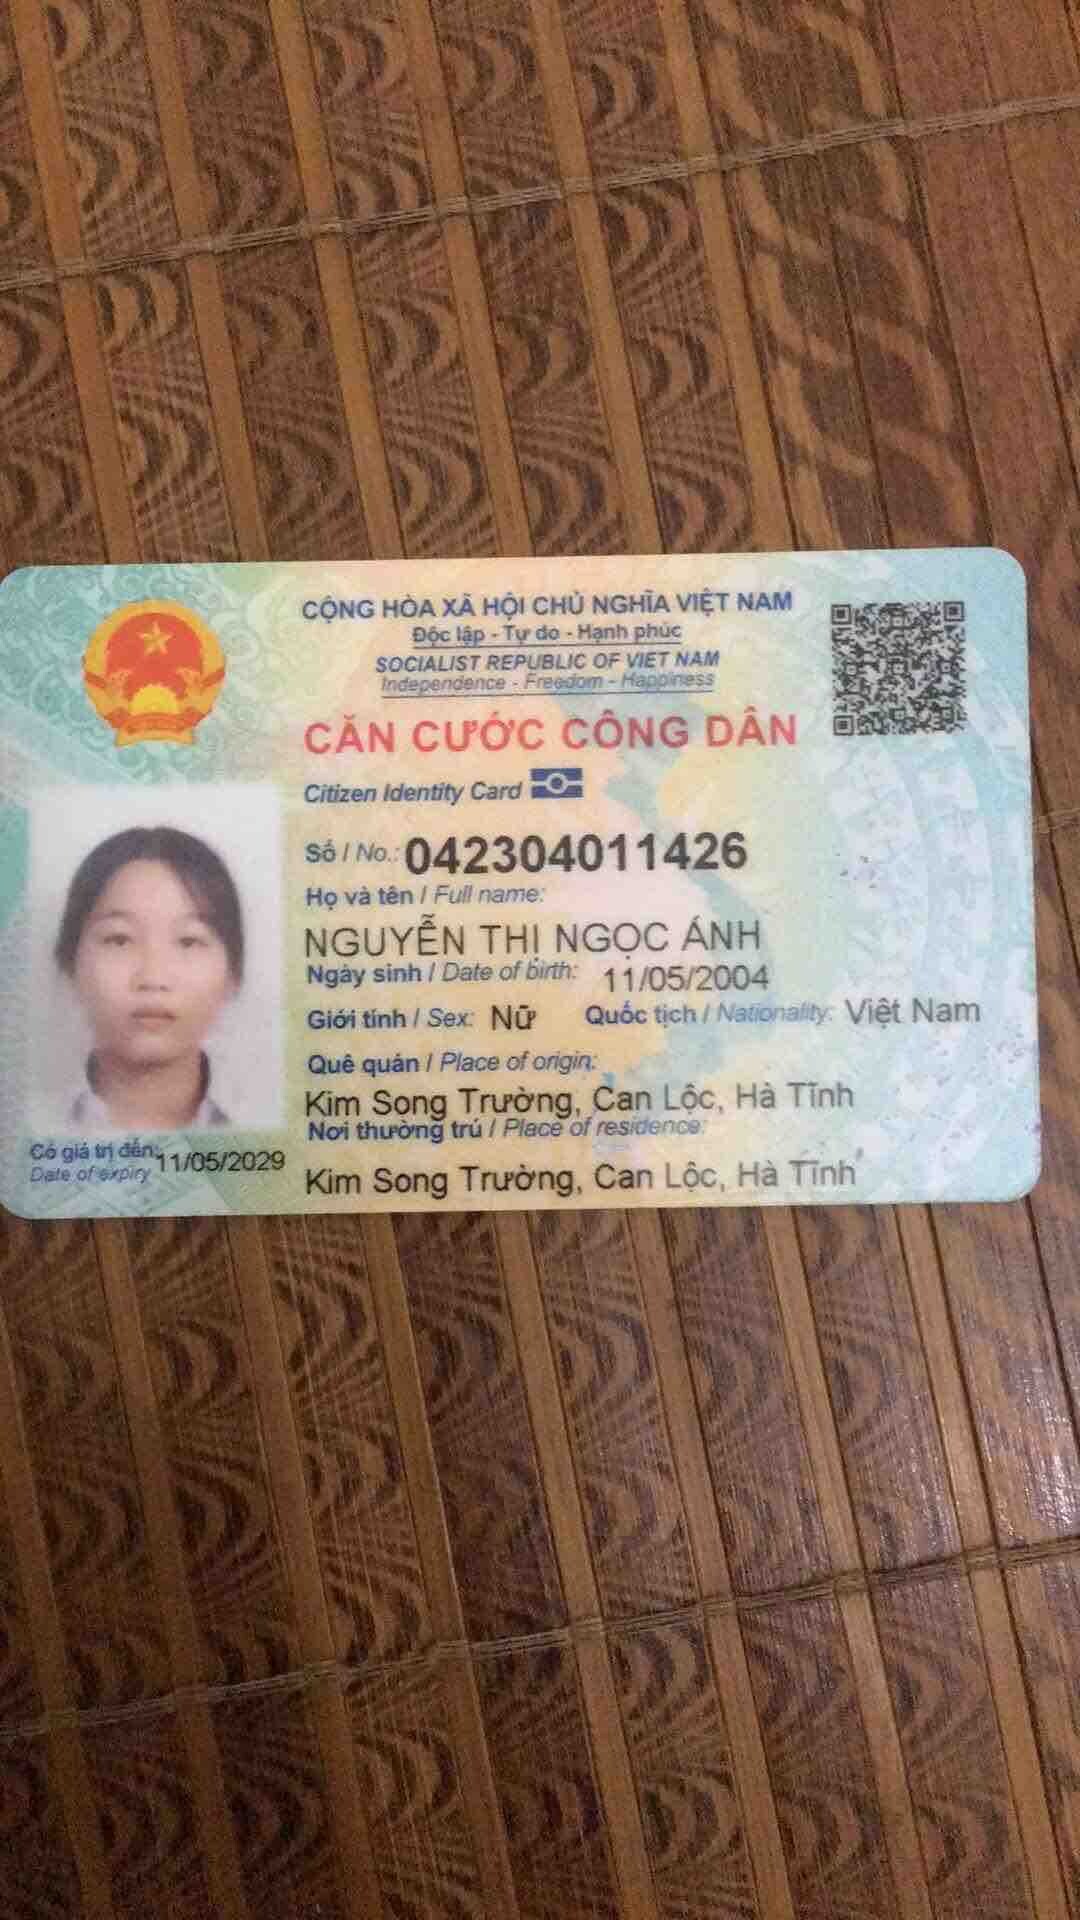 CỘNG HÒA XÃ HỘI CHỦ NGHĨA VIỆT NAM
Độc lập - Tự do - Hạnh phúc
SOCIALIST REPUBLIC OF VIET NAM
Independence - Freedom - Happiness
CĂN CƯỚC CÔNG DÂN
Citizen Identity Card
Số / No.: 042304011426
Họ và tên / Full name:
NGUYỄN THỊ NGỌC ÁNH
Ngày sinh / Date of birth: 11/05/2004
Giới tính / Sex: Nữ Quốc tịch / Nationality: Việt Nam
Quê quán / Place of origin:
Kim Song Trường, Can Lộc, Hà Tĩnh
Nơi thường trú / Place of residence:
Kim Song Trường, Can Lộc, Hà Tĩnh
Có giá trị đến: 11/05/2029
Date of expiry